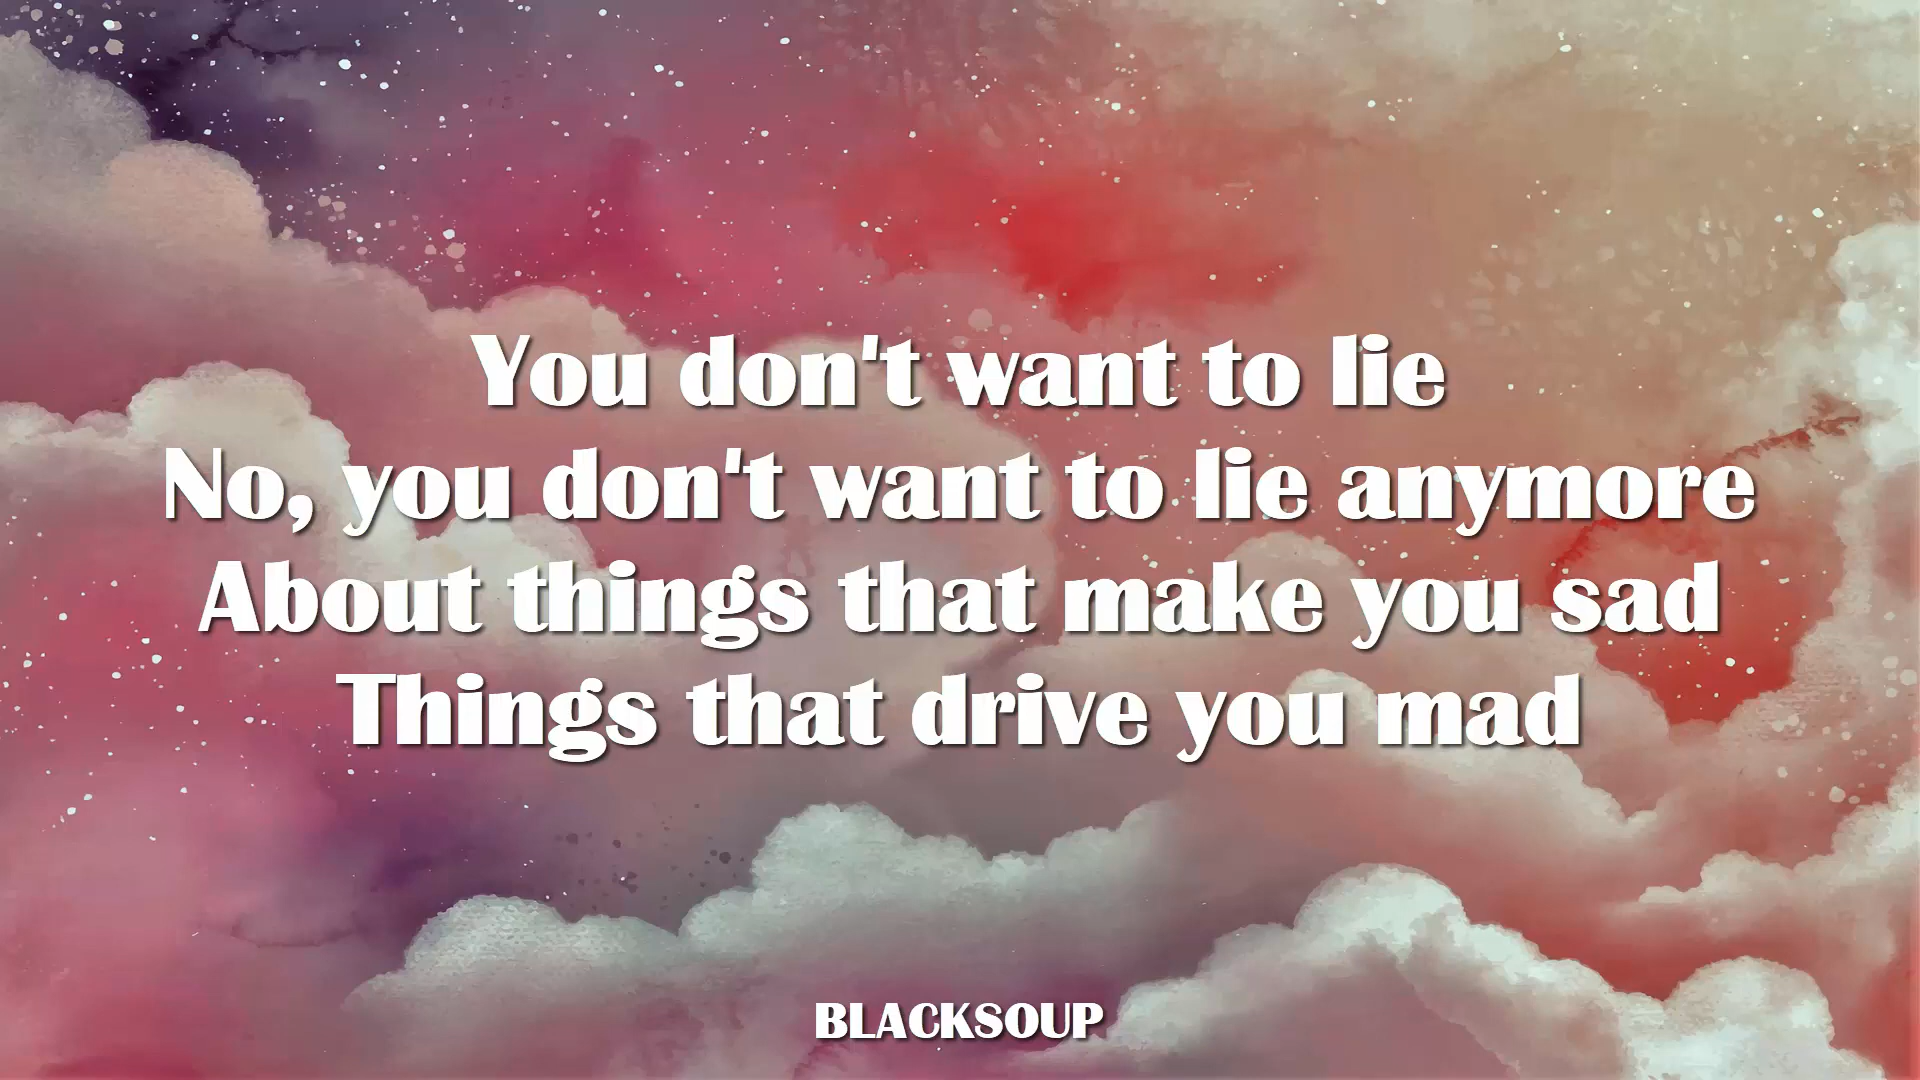 You don't want to lie
No, you don't want to lie anymore
About things that make you sad
Things that drive you mad
BLACKSOUP